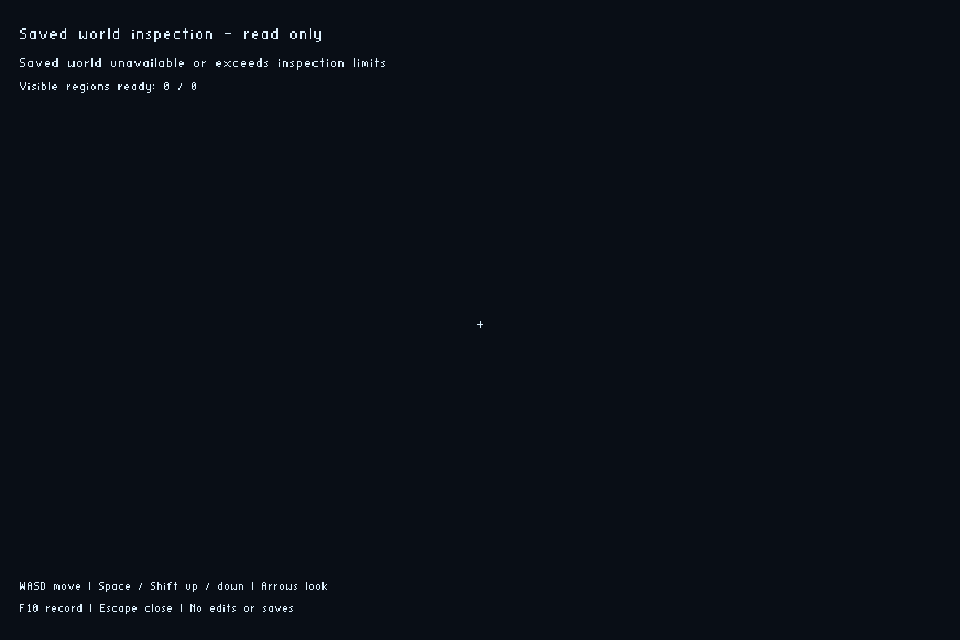 Saved world inspection - read only
Saved world unavailable or exceeds inspection limits
Visible regions ready: 0 / 0
+
WASD move | Space / Shift up / down | Arrows look
F10 record | Escape close | No edits or saves